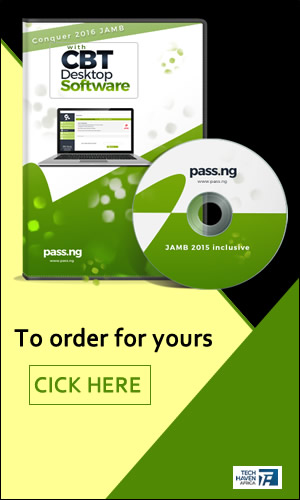 Conquer 2016 JAMB
with
CBT
Desktop
Software
pass.ng
www.pass.ng
JAMB 2015 inclusive
pass.ng
www.pass.ng
To order for yours
CICK HERE
TECH
HAVEN
AFRICA